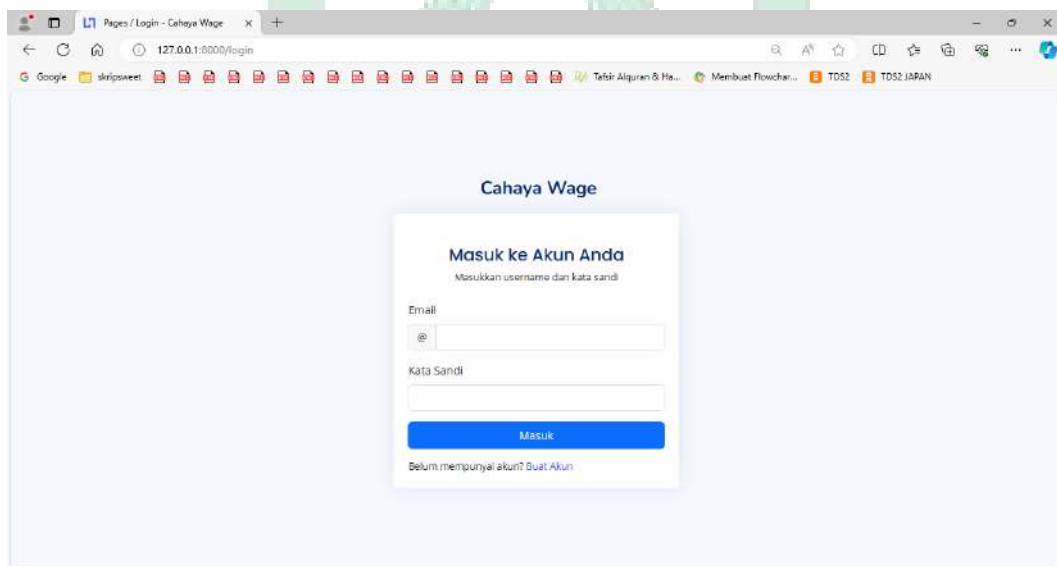 Pages / Login - Cahaya Wage
127.0.0.1:8000/login
Google skripsweet Tafsir Alquran & Ha... Membuat Flowchar... TDS2 TDS2 JAPAN
Cahaya Wage
Masuk ke Akun Anda
Masukkan username dan kata sandi
Email
@
Kata Sandi
Masuk
Belum mempunyai akun? Buat Akun